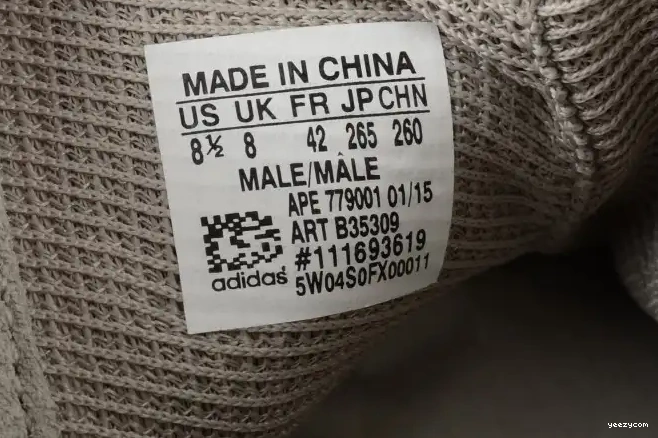 MADE IN CHINA
US UK FR JP CHN
8½ 8 42 265 260
MALE/MÂLE
APE 779001 01/15
ART B35309
#111693619
adidas 5W04S0FX00011
yeezycom